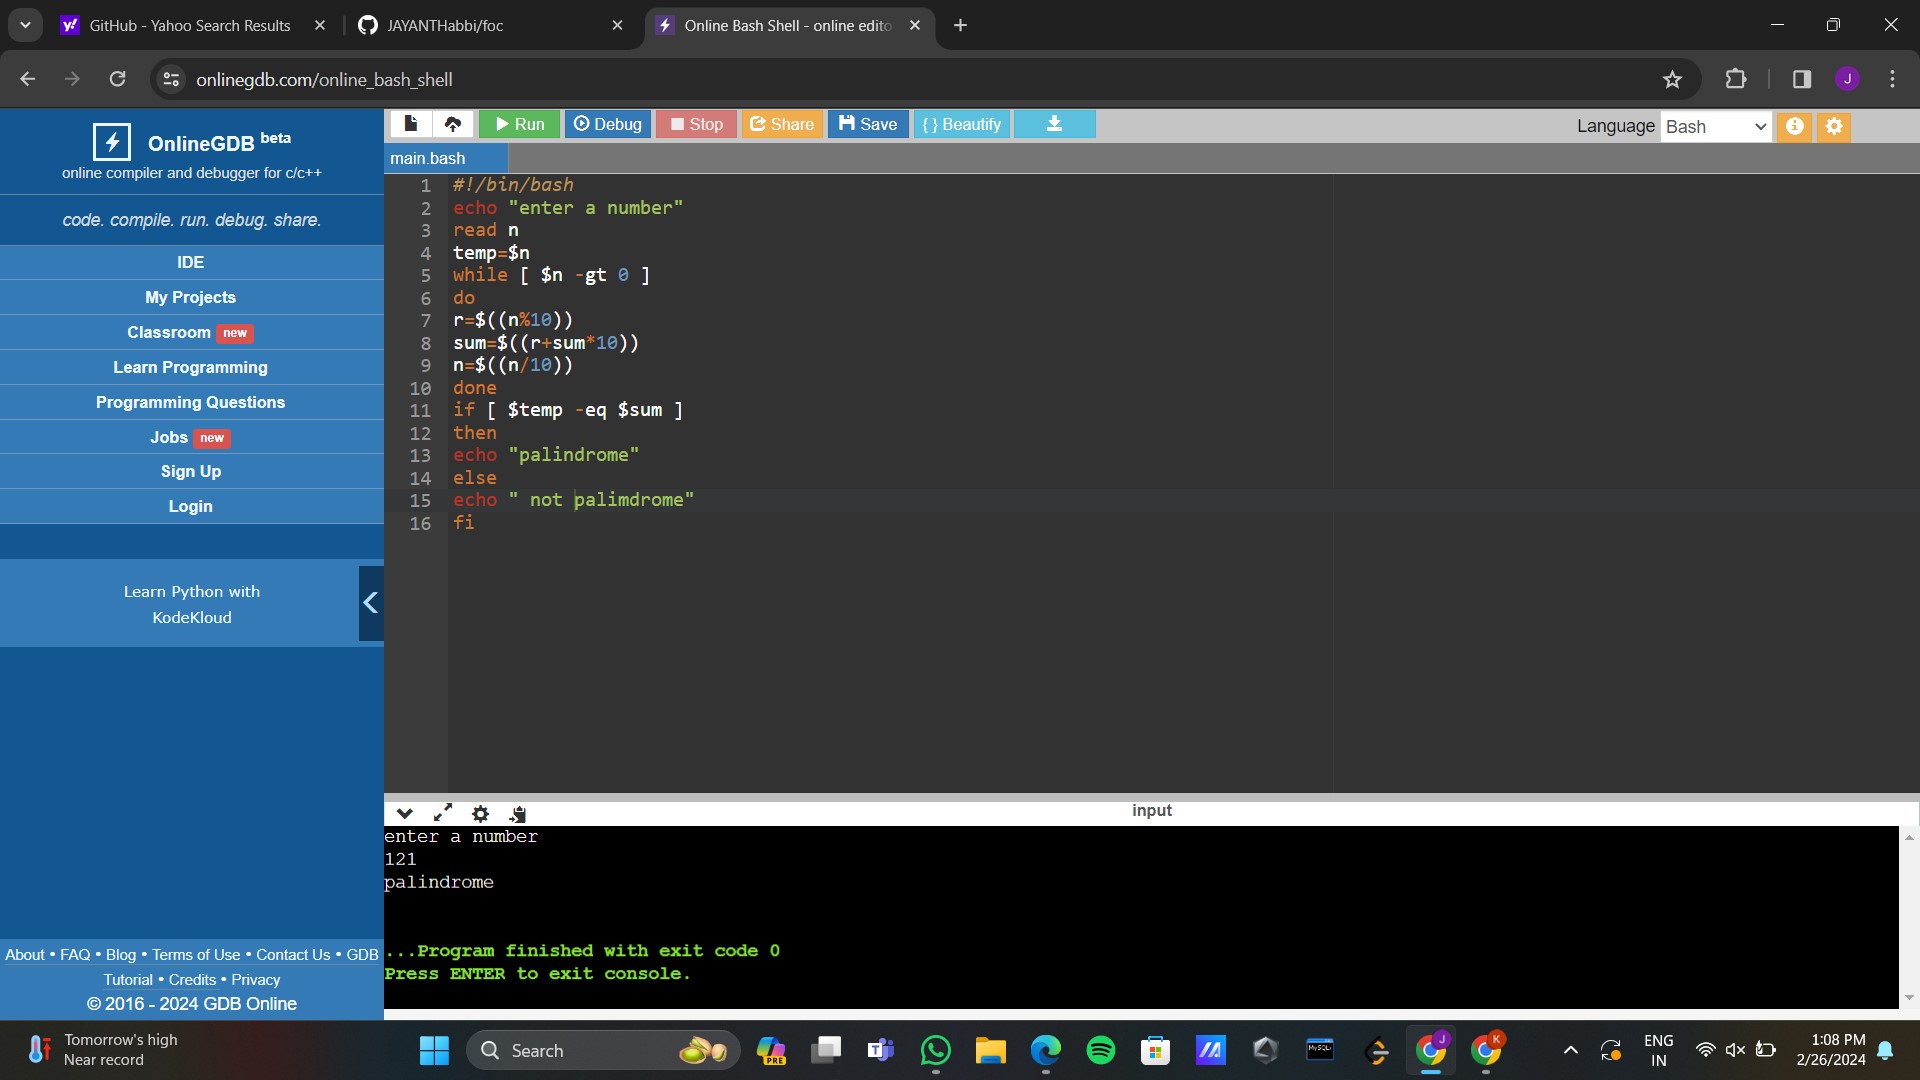 GitHub - Yahoo Search Results
JAYANTHabbi/foc
Online Bash Shell - online edito
onlinegdb.com/online_bash_shell
J
OnlineGDB beta
online compiler and debugger for c/c++
code. compile. run. debug. share.
IDE
My Projects
Classroom new
Learn Programming
Programming Questions
Jobs new
Sign Up
Login
Learn Python with
KodeKloud
About • FAQ • Blog • Terms of Use • Contact Us • GDB
Tutorial • Credits • Privacy
© 2016 - 2024 GDB Online
Run Debug Stop Share Save { } Beautify
Language Bash
main.bash
1 #!/bin/bash
2 echo "enter a number"
3 read n
4 temp=$n
5 while [ $n -gt 0 ]
6 do
7 r=$((n%10))
8 sum=$((r+sum*10))
9 n=$((n/10))
10 done
11 if [ $temp -eq $sum ]
12 then
13 echo "palindrome"
14 else
15 echo " not palimdrome"
16 fi
input
enter a number
121
palindrome
...Program finished with exit code 0
Press ENTER to exit console.
Tomorrow's high
Near record
Search
PRE
MySQL
J
K
ENG
IN
1:08 PM
2/26/2024